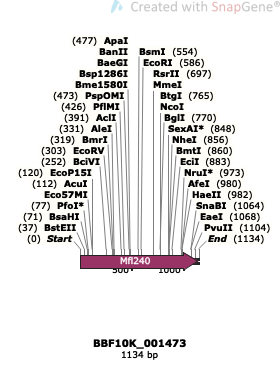 Created with SnapGene®
(477) ApaI
BanII BsmI (554)
BaeGI EcoRI (586)
Bsp1286I RsrII (697)
Bme1580I MmeI
(473) PspOMI BtgI (765)
(426) PflMI NcoI
(391) AclI BglI (770)
(331) AleI SexAI* (848)
(319) BmrI NheI (856)
(303) EcoRV BmtI (860)
(252) BciVI EciI (883)
(120) EcoP15I NruI* (973)
(112) AcuI AfeI (980)
Eco57MI HaeII (982)
(77) PfoI* SnaBI (1064)
(71) BsaHI EaeI (1068)
(37) BstEII PvuII (1104)
(0) Start End (1134)
Mfl240
500 1000
BBF10K_001473
1134 bp